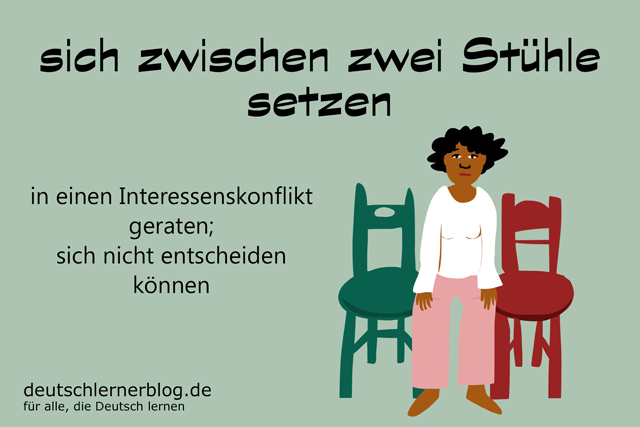 sich zwischen zwei Stühle
setzen
in einen Interessenskonflikt
geraten;
sich nicht entscheiden
können
deutschlernerblog.de
für alle, die Deutsch lernen